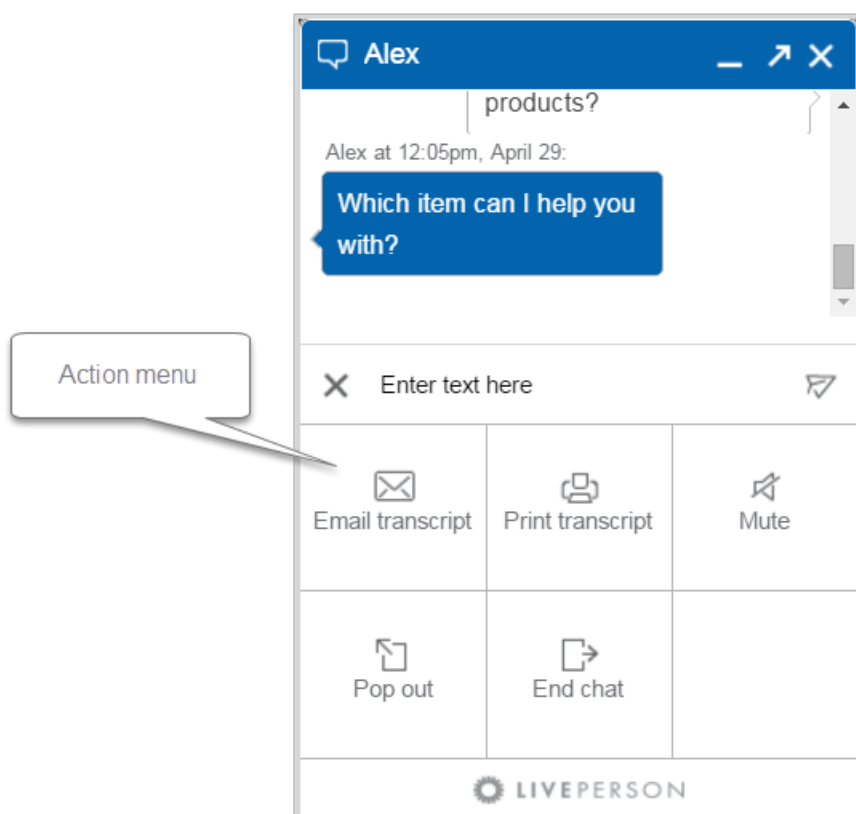 Alex
products?
Alex at 12:05pm, April 29:
Which item can I help you
with?
Action menu
Enter text here
Email transcript
Print transcript
Mute
Pop out
End chat
LIVEPERSON